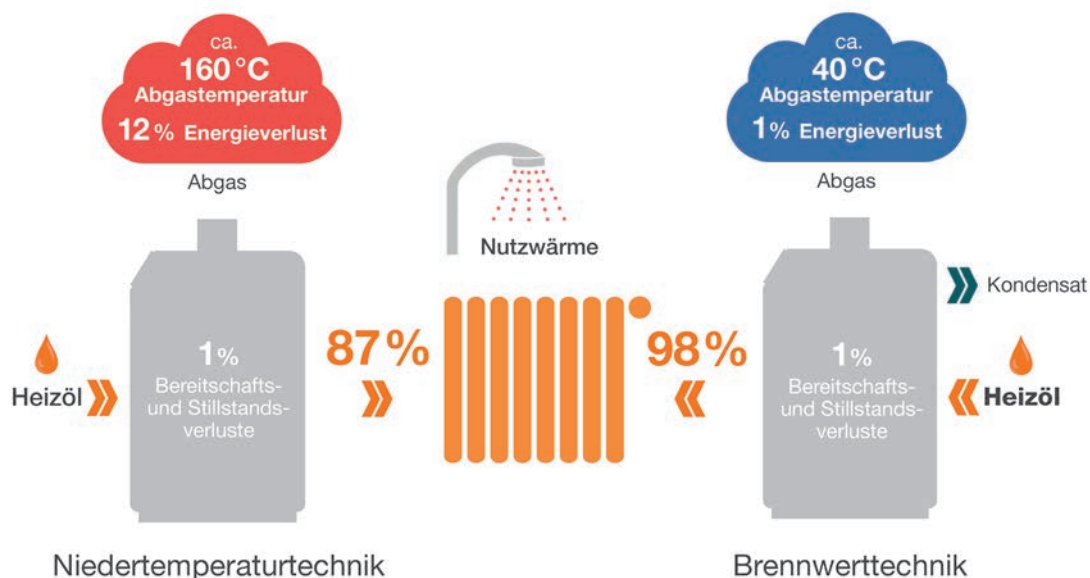 ca.
160 °C
Abgastemperatur
12 % Energieverlust
Abgas
1 %
Bereitschafts-
und Stillstands-
verluste
Heizöl
87 %
Niedertemperaturtechnik
Nutzwärme
ca.
40 °C
Abgastemperatur
1 % Energieverlust
Abgas
Kondensat
98 %
1 %
Bereitschafts-
und Stillstands-
verluste
Heizöl
Brennwerttechnik